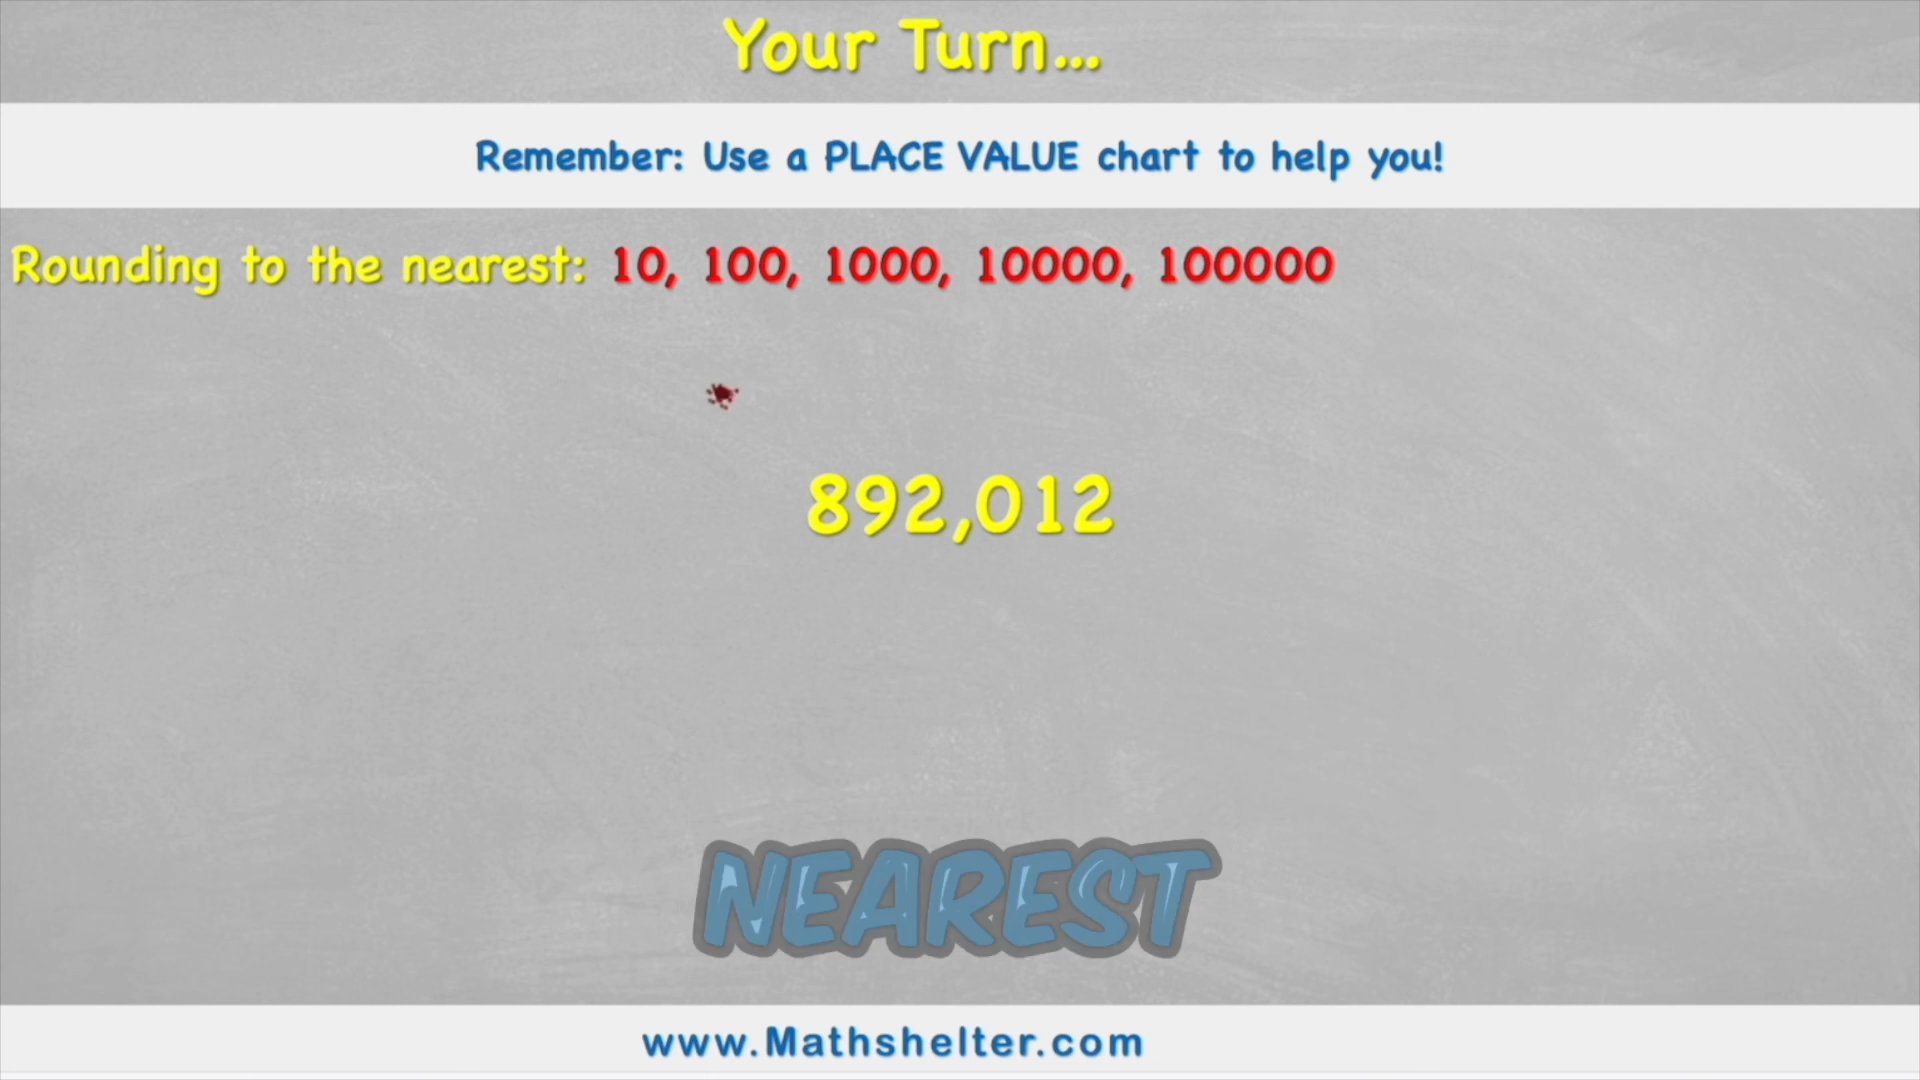 Your Turn...
Remember: Use a PLACE VALUE chart to help you!
Rounding to the nearest: 10, 100, 1000, 10000, 100000
892,012
NEAREST
www.Mathshelter.com